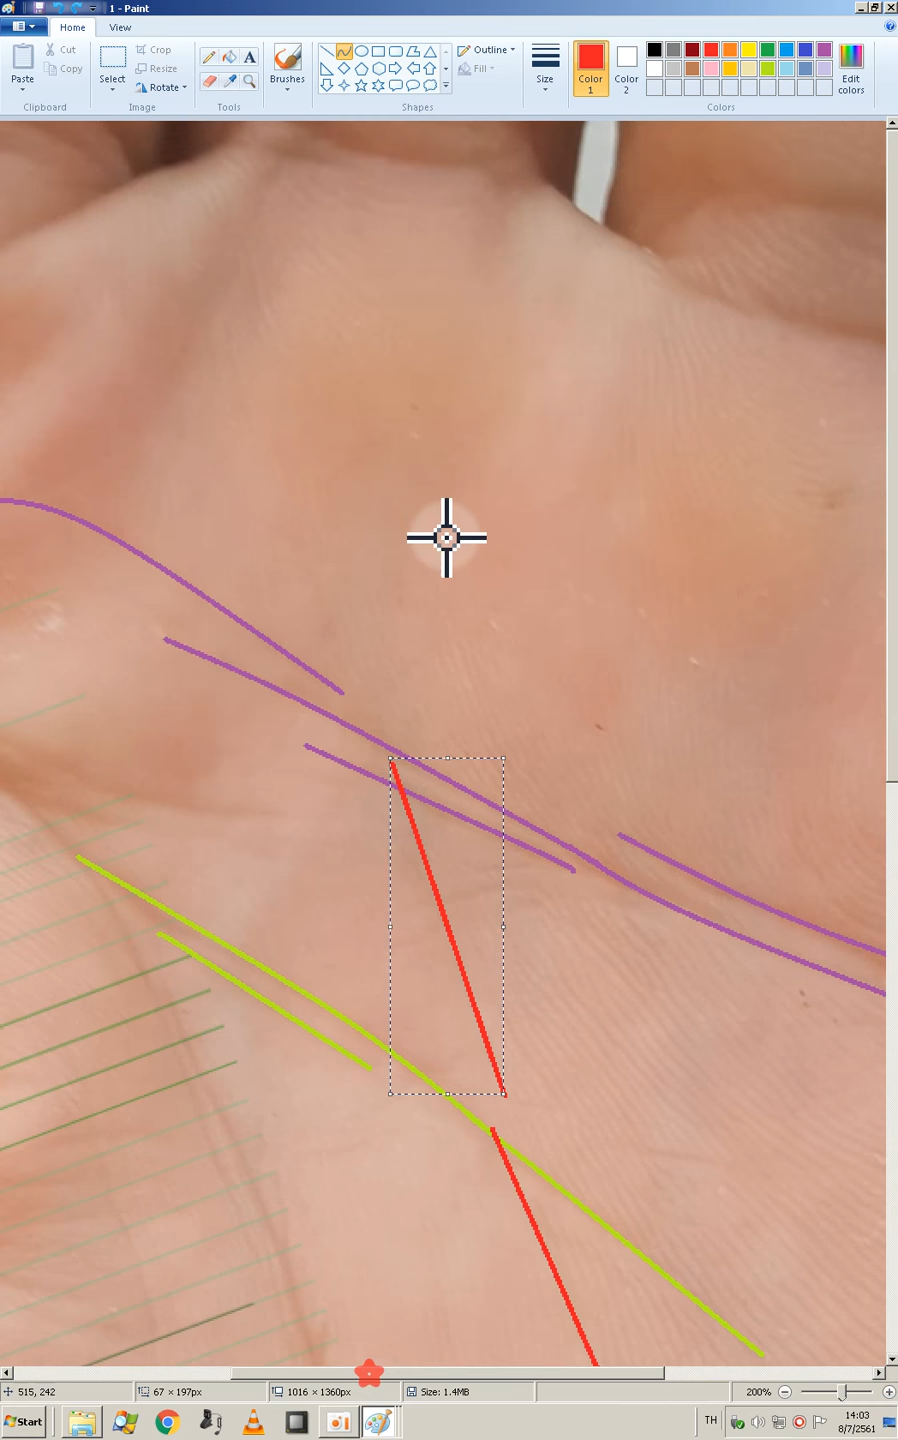 1 - Paint
Home View
Cut
Copy
Paste
Clipboard
Crop
Resize
Rotate
Select
Image
A
Tools
Brushes
Outline
Fill
Shapes
Size
Color 1
Color 2
Edit colors
Colors
515, 242
67 × 197px
1016 × 1360px
Size: 1.4MB
200%
Start
TH
14:03
8/7/2561